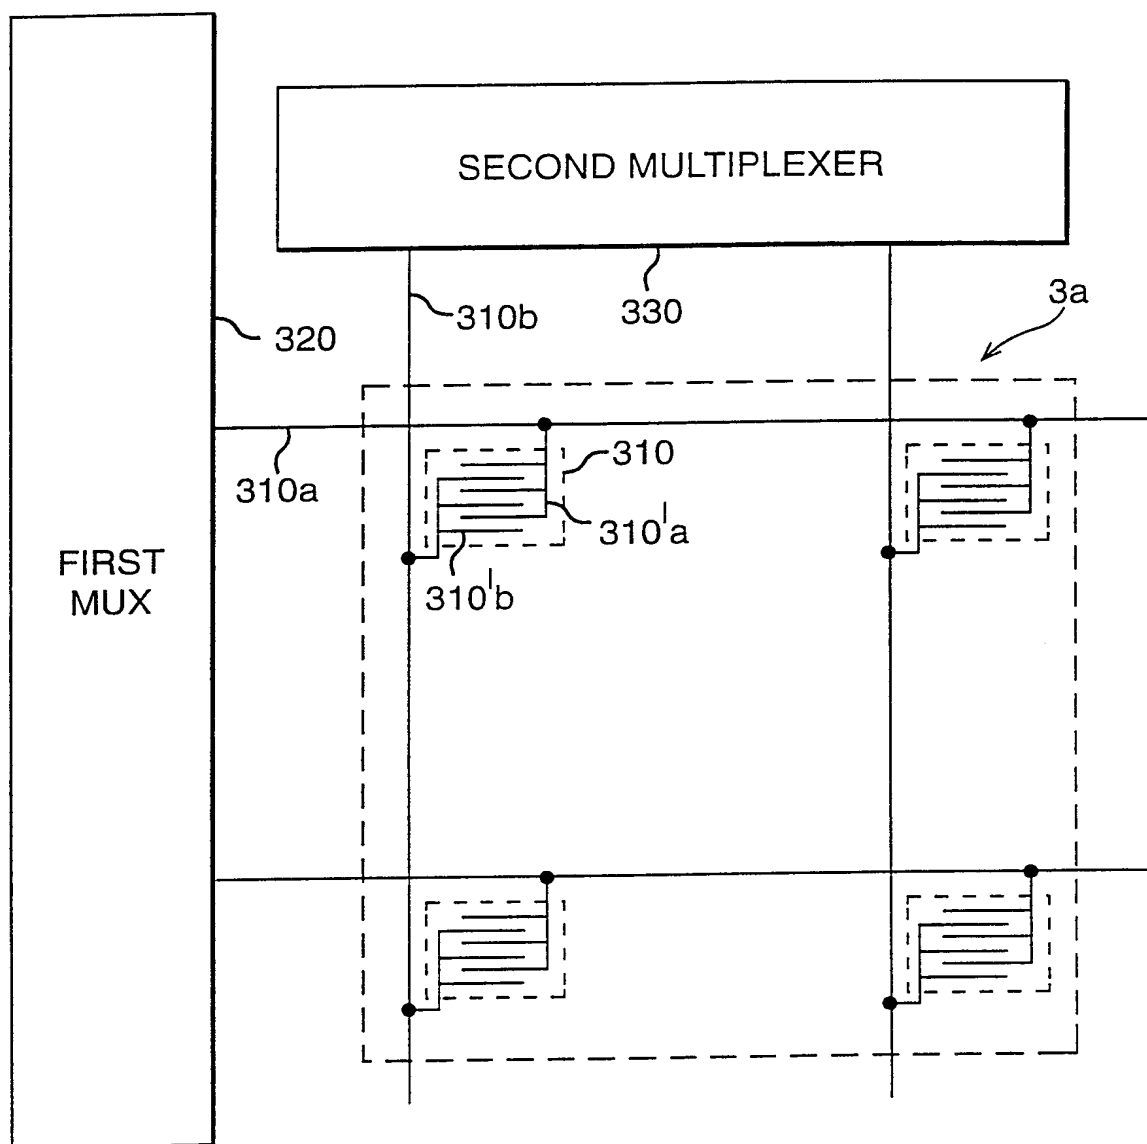 SECOND MULTIPLEXER
3a
310b
330
320
310
310a
310'a
FIRST
MUX
310'b